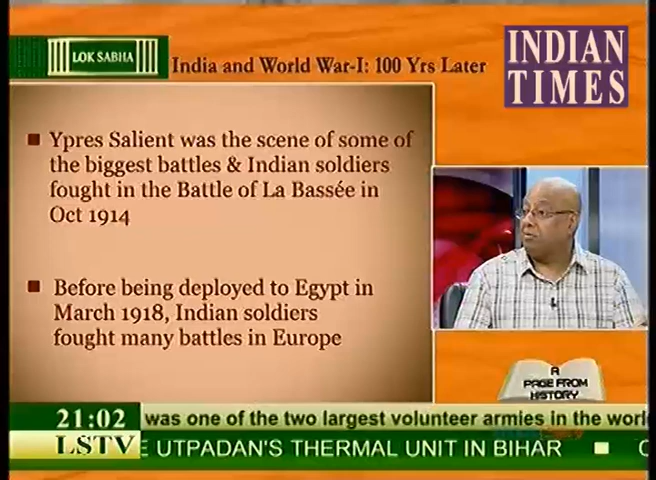 LOK SABHA
India and World War-I: 100 Yrs Later
INDIAN
TIMES
Ypres Salient was the scene of some of
the biggest battles & Indian soldiers
fought in the Battle of La Bassée in
Oct 1914
Before being deployed to Egypt in
March 1918, Indian soldiers
fought many battles in Europe
A
PAGE FROM
HISTORY
21:02
was one of the two largest volunteer armies in the worl
LSTV
E UTPADAN'S THERMAL UNIT IN BIHAR